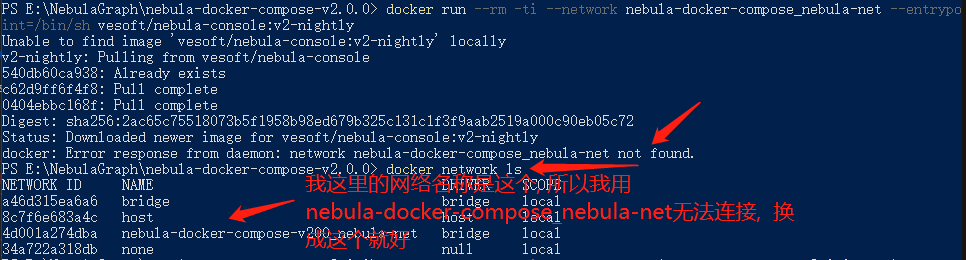 PS E:\NebulaGraph\nebula-docker-compose-v2.0.0> docker run --rm -ti --network nebula-docker-compose_nebula-net --entrypo
int=/bin/sh vesoft/nebula-console:v2-nightly
Unable to find image 'vesoft/nebula-console:v2-nightly' locally
v2-nightly: Pulling from vesoft/nebula-console
540db60ca938: Already exists
c62d9ff6f4f8: Pull complete
0404ebbc168f: Pull complete
Digest: sha256:2ac65c75518073b5f1958b98ed679b325c131c1f3f9aab2519a000c90eb05c72
Status: Downloaded newer image for vesoft/nebula-console:v2-nightly
docker: Error response from daemon: network nebula-docker-compose_nebula-net not found.
PS E:\NebulaGraph\nebula-docker-compose-v2.0.0> docker network ls
NETWORK ID NAME DRIVER SCOPE
我这里的网络名称是这个,所以我用
a46d315ea6a6 bridge bridge local
8c7f6e683a4c host host local
nebula-docker-compose_nebula-net无法连接, 换
4d001a274dba nebula-docker-compose-v200_nebula-net bridge local
成这个就好
34a722a318db none null local